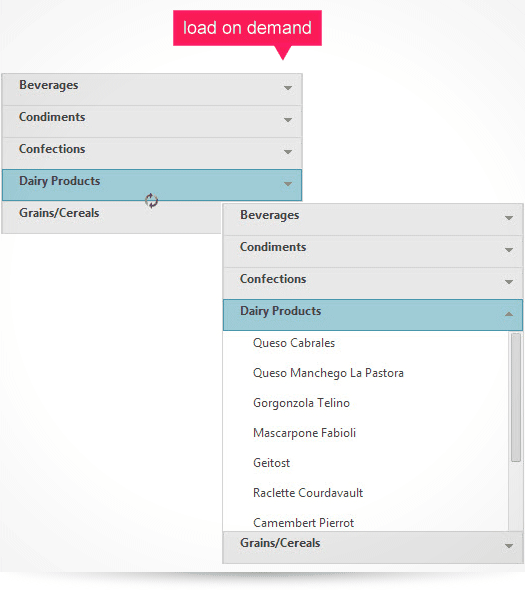 load on demand
Beverages
Condiments
Confections
Dairy Products
Grains/Cereals
Beverages
Condiments
Confections
Dairy Products
Queso Cabrales
Queso Manchego La Pastora
Gorgonzola Telino
Mascarpone Fabioli
Geitost
Raclette Courdavault
Camembert Pierrot
Grains/Cereals